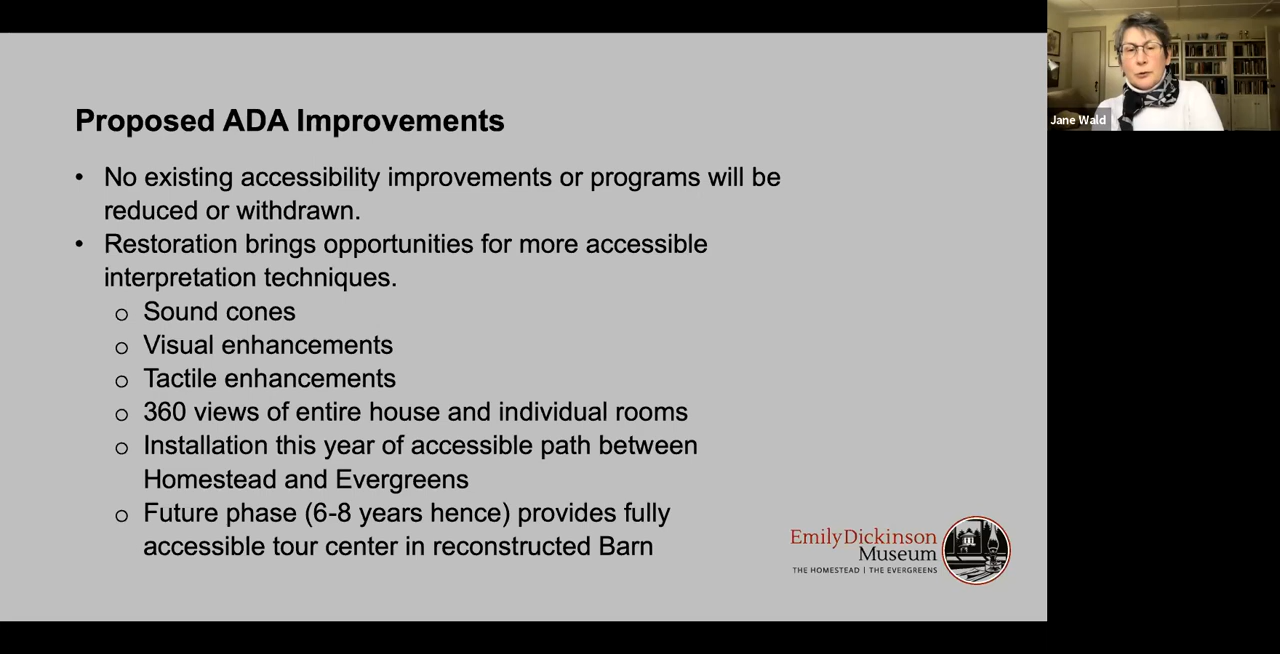 Proposed ADA Improvements
• No existing accessibility improvements or programs will be
reduced or withdrawn.
• Restoration brings opportunities for more accessible
interpretation techniques.
o Sound cones
o Visual enhancements
o Tactile enhancements
o 360 views of entire house and individual rooms
o Installation this year of accessible path between
Homestead and Evergreens
o Future phase (6-8 years hence) provides fully
accessible tour center in reconstructed Barn
EmilyDickinson
Museum
THE HOMESTEAD | THE EVERGREENS
Jane Wald